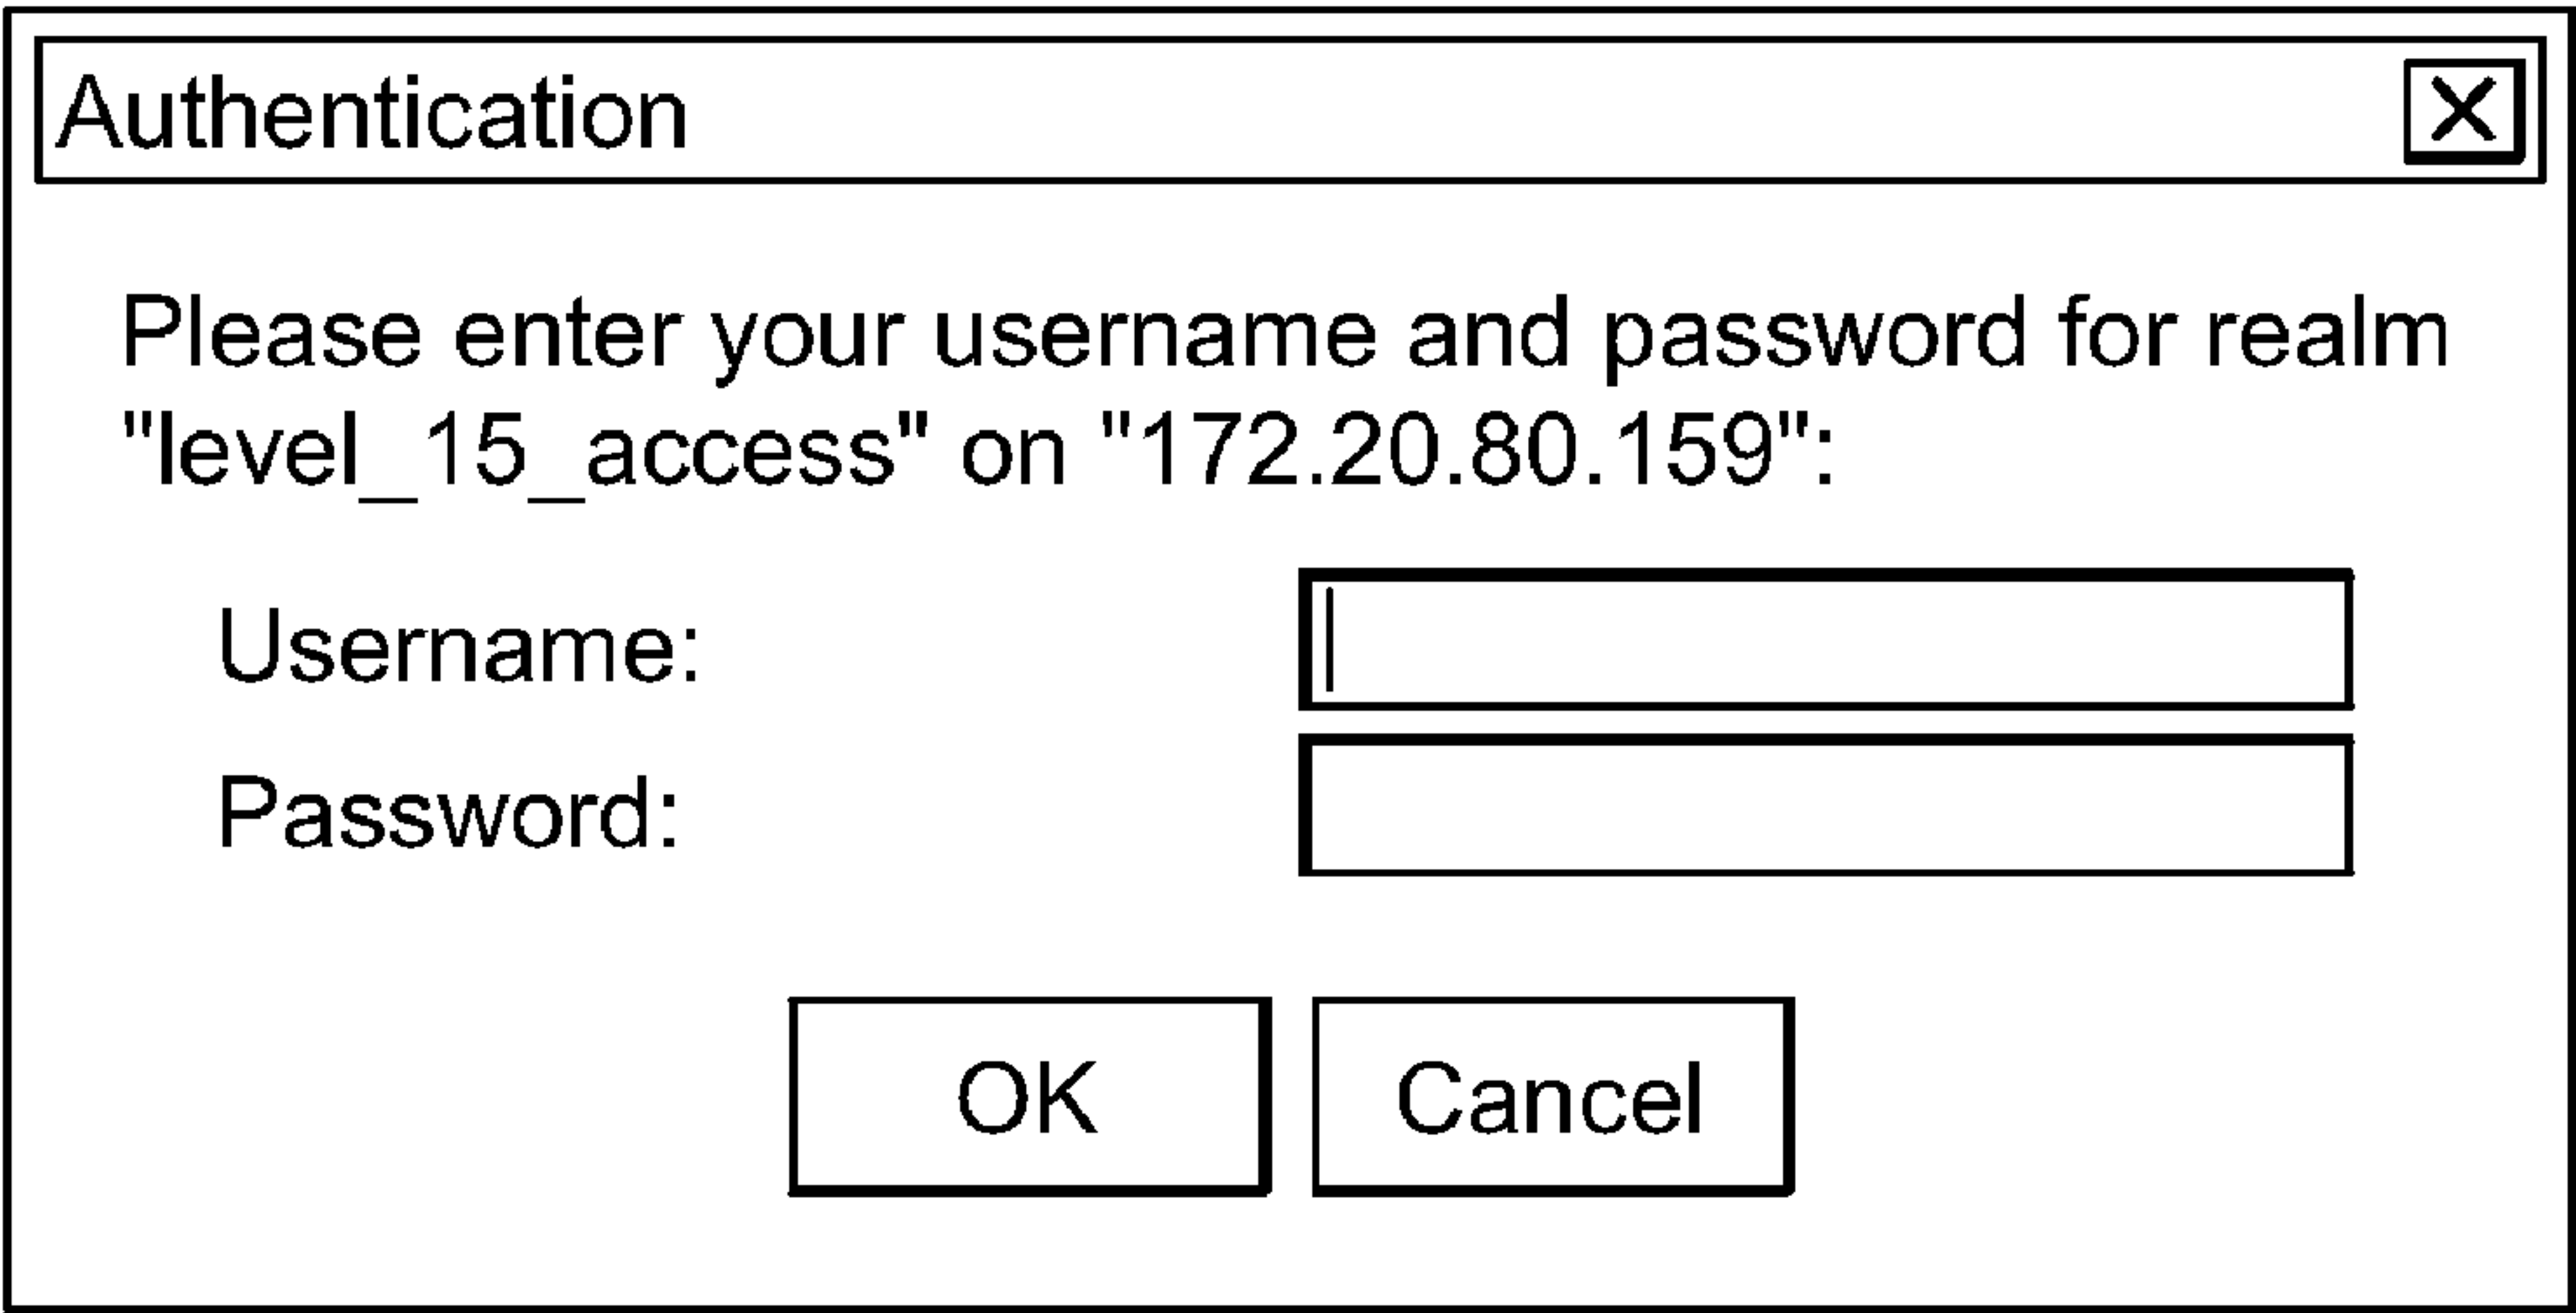 Authentication
Please enter your username and password for realm
"level_15_access" on "172.20.80.159":
Username:
Password:
OK Cancel